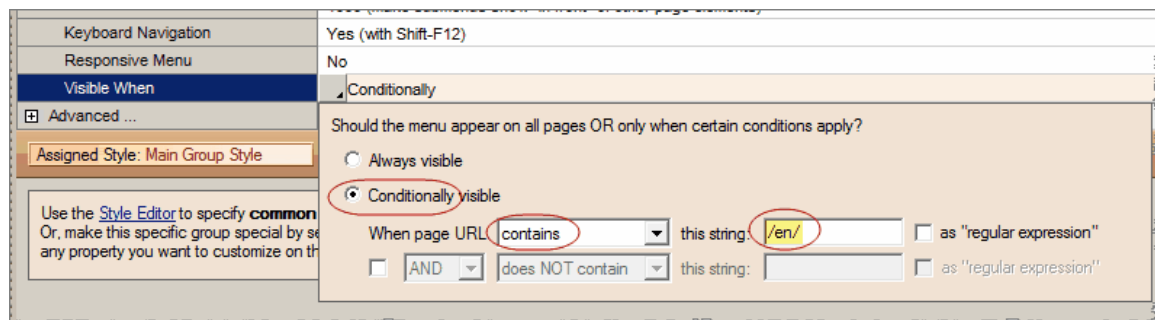 Keyboard Navigation
Yes (with Shift-F12)
Responsive Menu
No
Visible When
Conditionally
Advanced ...
Should the menu appear on all pages OR only when certain conditions apply?
Assigned Style: Main Group Style
Always visible
Conditionally visible
Use the Style Editor to specify common
Or, make this specific group special by se
any property you want to customize on th
When page URL contains this string: /en/ as "regular expression"
AND does NOT contain this string: as "regular expression"